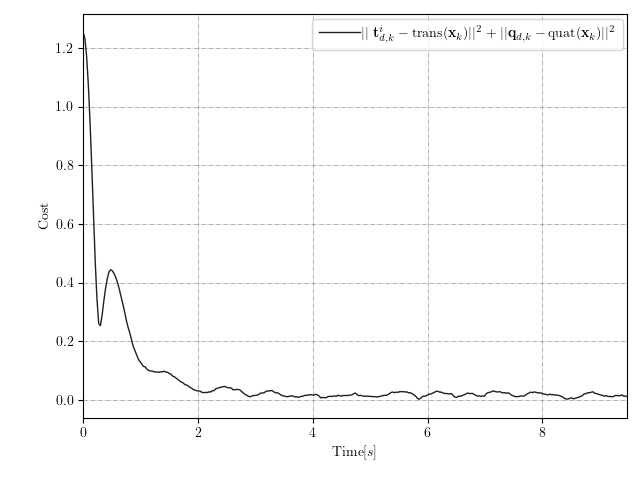 || t^i_{d,k} − trans(x_k)||^2 + ||q_{d,k} − quat(x_k)||^2
1.2
1.0
0.8
0.6
0.4
0.2
0.0
Cost
0 2 4 6 8
Time[s]